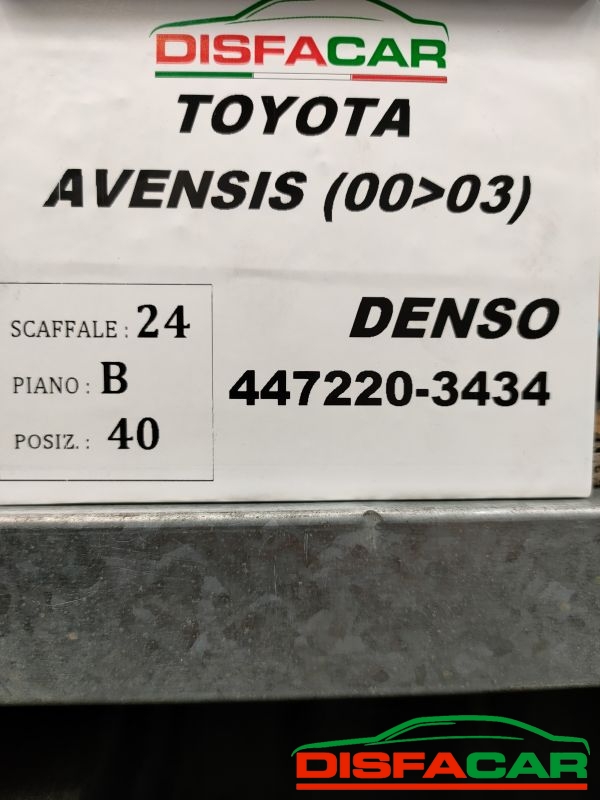 DISFACAR
TOYOTA
AVENSIS (00>03)
SCAFFALE : 24
PIANO : B
POSIZ. : 40
DENSO
447220-3434
DISFACAR